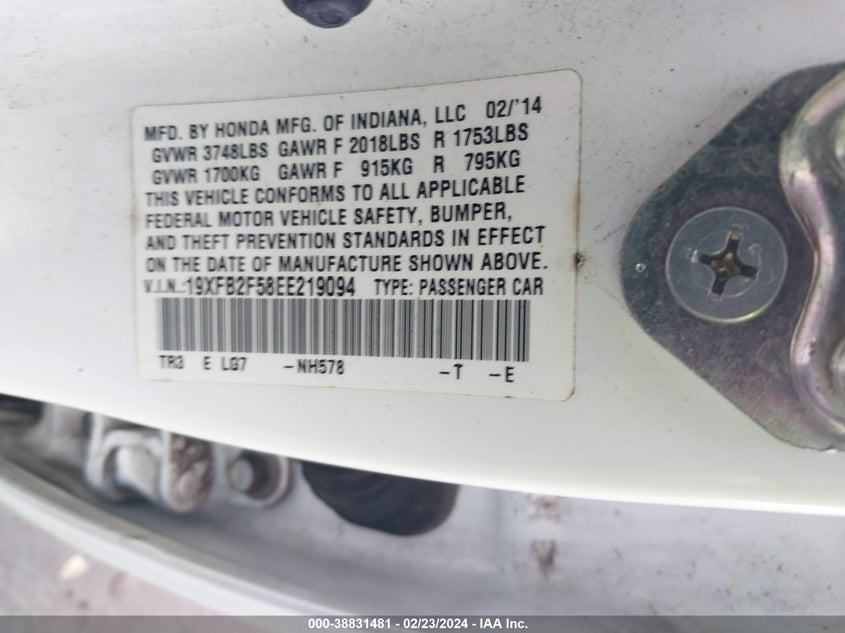 MFD. BY HONDA MFG. OF INDIANA, LLC 02/'14
GVWR 3748LBS GAWR F 2018LBS R 1753LBS
GVWR 1700KG GAWR F 915KG R 795KG
THIS VEHICLE CONFORMS TO ALL APPLICABLE
FEDERAL MOTOR VEHICLE SAFETY, BUMPER,
AND THEFT PREVENTION STANDARDS IN EFFECT
ON THE DATE OF MANUFACTURE SHOWN ABOVE.
V.I.N.:19XFB2F58EE219094 TYPE: PASSENGER CAR
TR3 E LG7 -NH578 -T -E
000-38831481 - 02/23/2024 - IAA Inc.